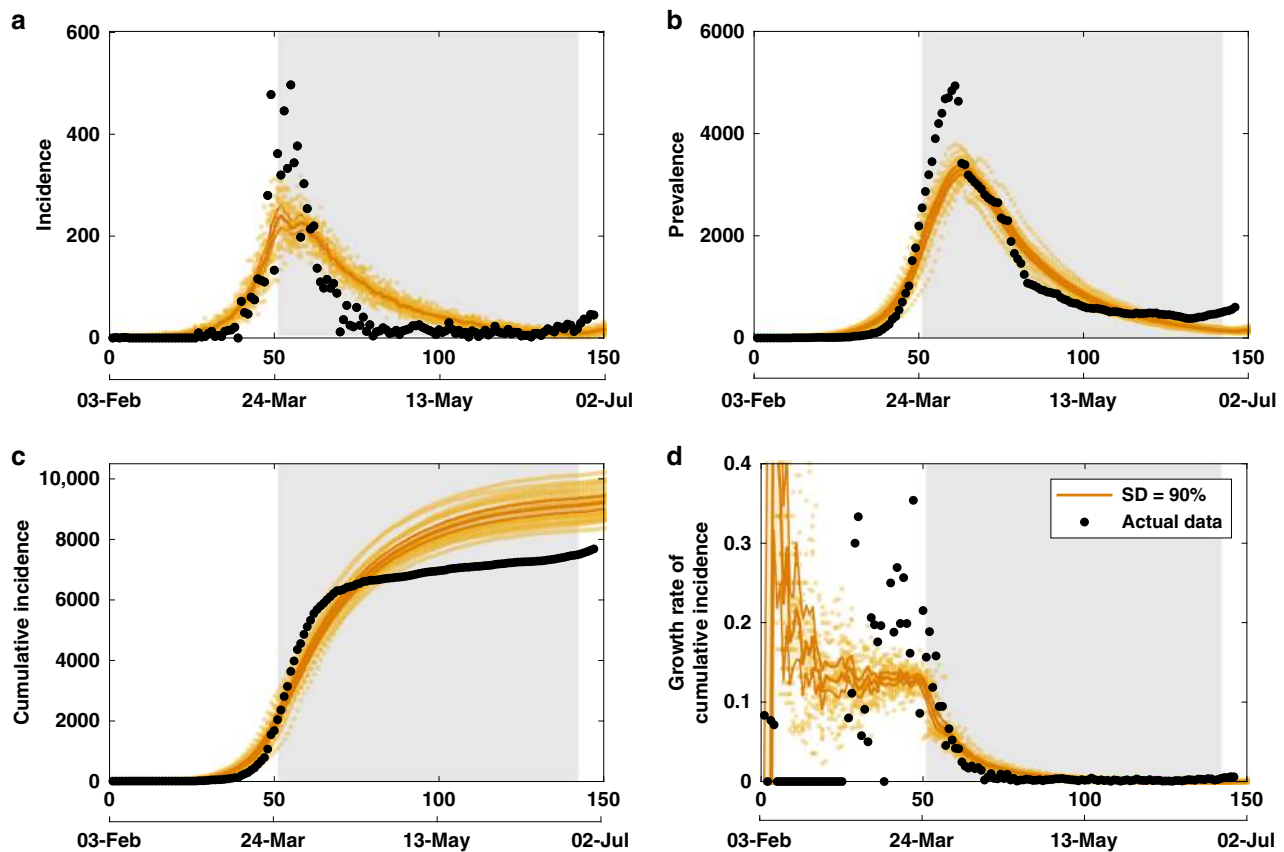 a
600
400
200
0
Incidence
0 50 100 150
03-Feb 24-Mar 13-May 02-Jul
b
6000
4000
2000
0
Prevalence
0 50 100 150
03-Feb 24-Mar 13-May 02-Jul
c
10,000
8000
6000
4000
2000
0
Cumulative incidence
0 50 100 150
03-Feb 24-Mar 13-May 02-Jul
d
0.4
0.3
0.2
0.1
0
Growth rate of
cumulative incidence
SD = 90%
Actual data
0 50 100 150
03-Feb 24-Mar 13-May 02-Jul